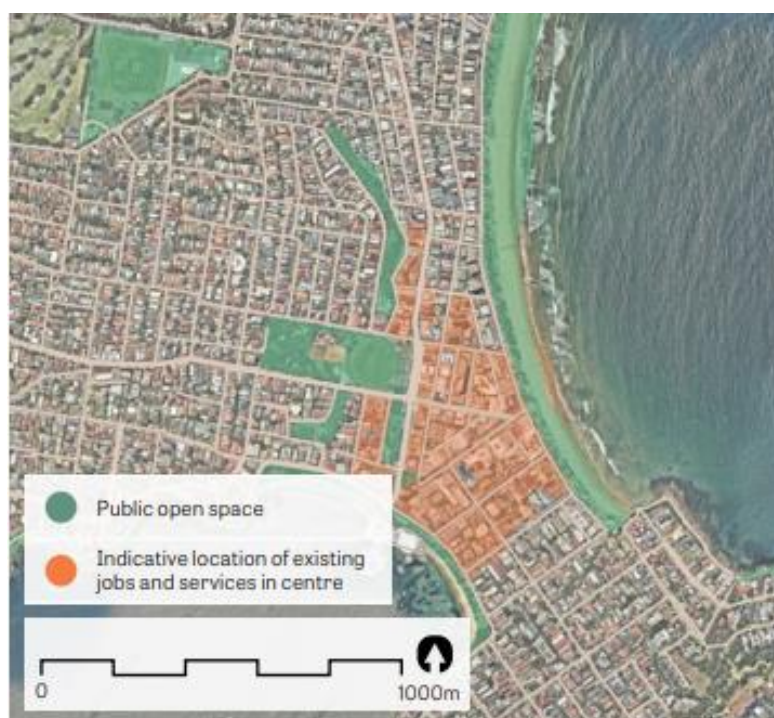 Public open space
Indicative location of existing
jobs and services in centre
0
1000m